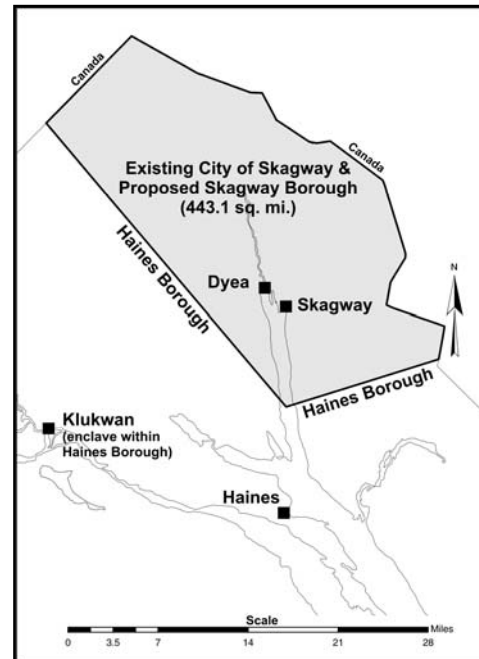 Canada
Canada
Existing City of Skagway &
Proposed Skagway Borough
(443.1 sq. mi.)
Haines Borough
Dyea
Skagway
N
Haines Borough
Klukwan
(enclave within
Haines Borough)
Haines
Scale
Miles
0 3.5 7 14 21 28